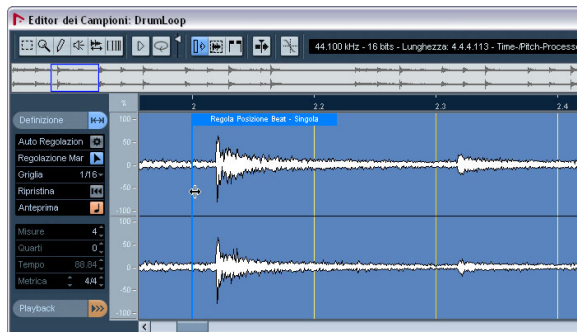 Editor dei Campioni: DrumLoop
44.100 kHz - 16 bits - Lunghezza: 4.4.4.113 - Time-/Pitch-Processe
% 2 2.2 2.3 2.4
Definizione
Regola Posizione Beat - Singola
Auto Regolazion
Regolazione Mar
Griglia 1/16
Ripristina
Anteprima
Misure 4
Quarti 0
Tempo 88.84
Metrica 4/4
Playback
100
50
0
-50
-100
100
50
0
-50
-100